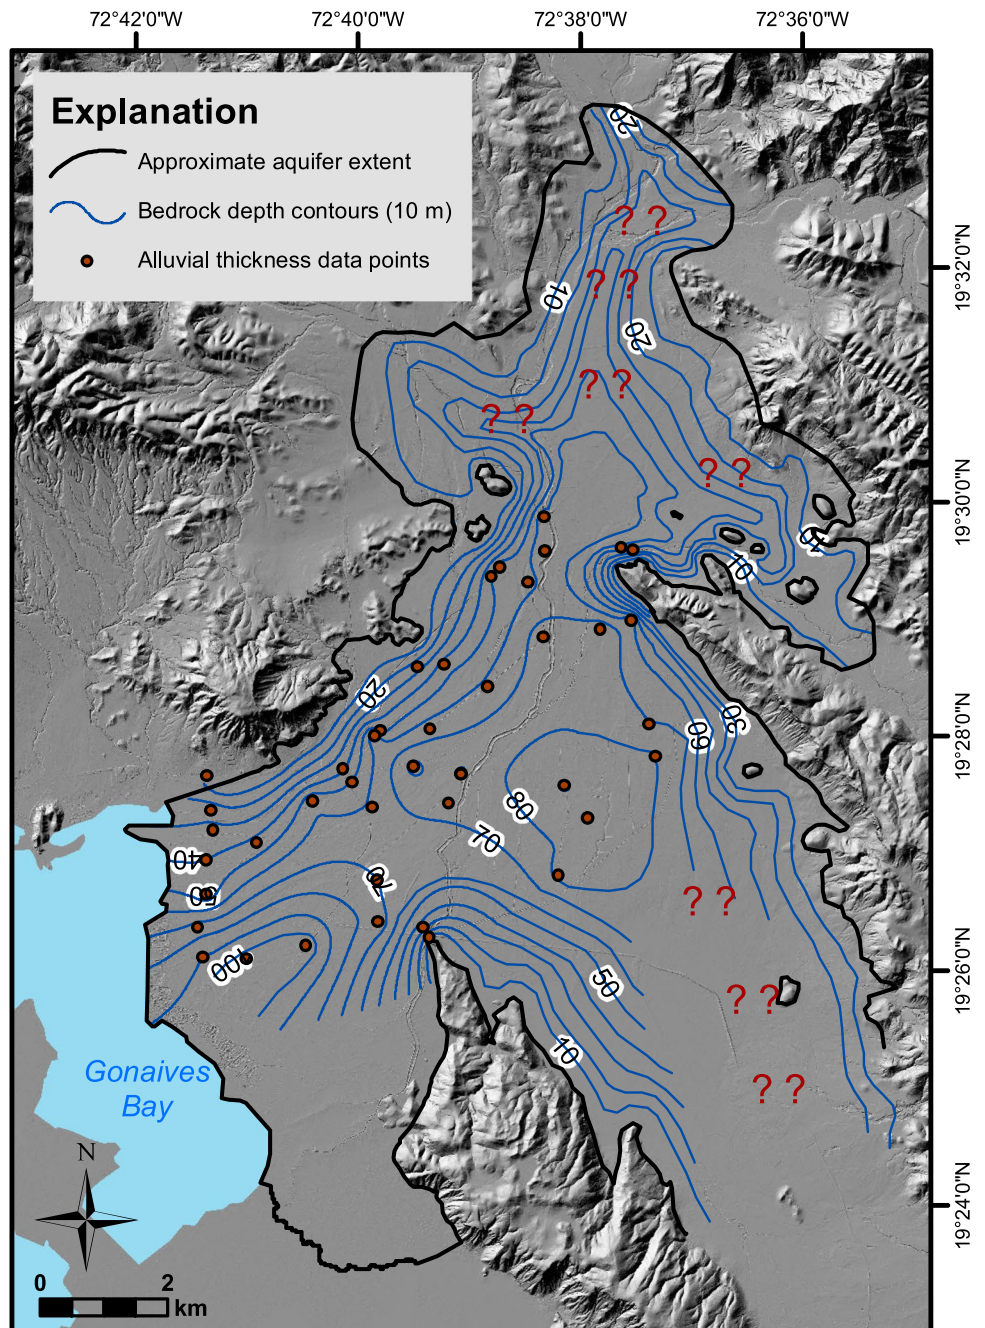 72°42'0"W 72°40'0"W 72°38'0"W 72°36'0"W
Explanation
Approximate aquifer extent
Bedrock depth contours (10 m)
Alluvial thickness data points
20
? ?
19°32'0"N
10
? ?
20
? ?
? ?
? ?
19°30'0"N
10
10
20
30
60
19°28'0"N
80
70
40
70
50
? ?
100
50
19°26'0"N
? ?
10
Gonaives
Bay
? ?
N
19°24'0"N
0 2
km